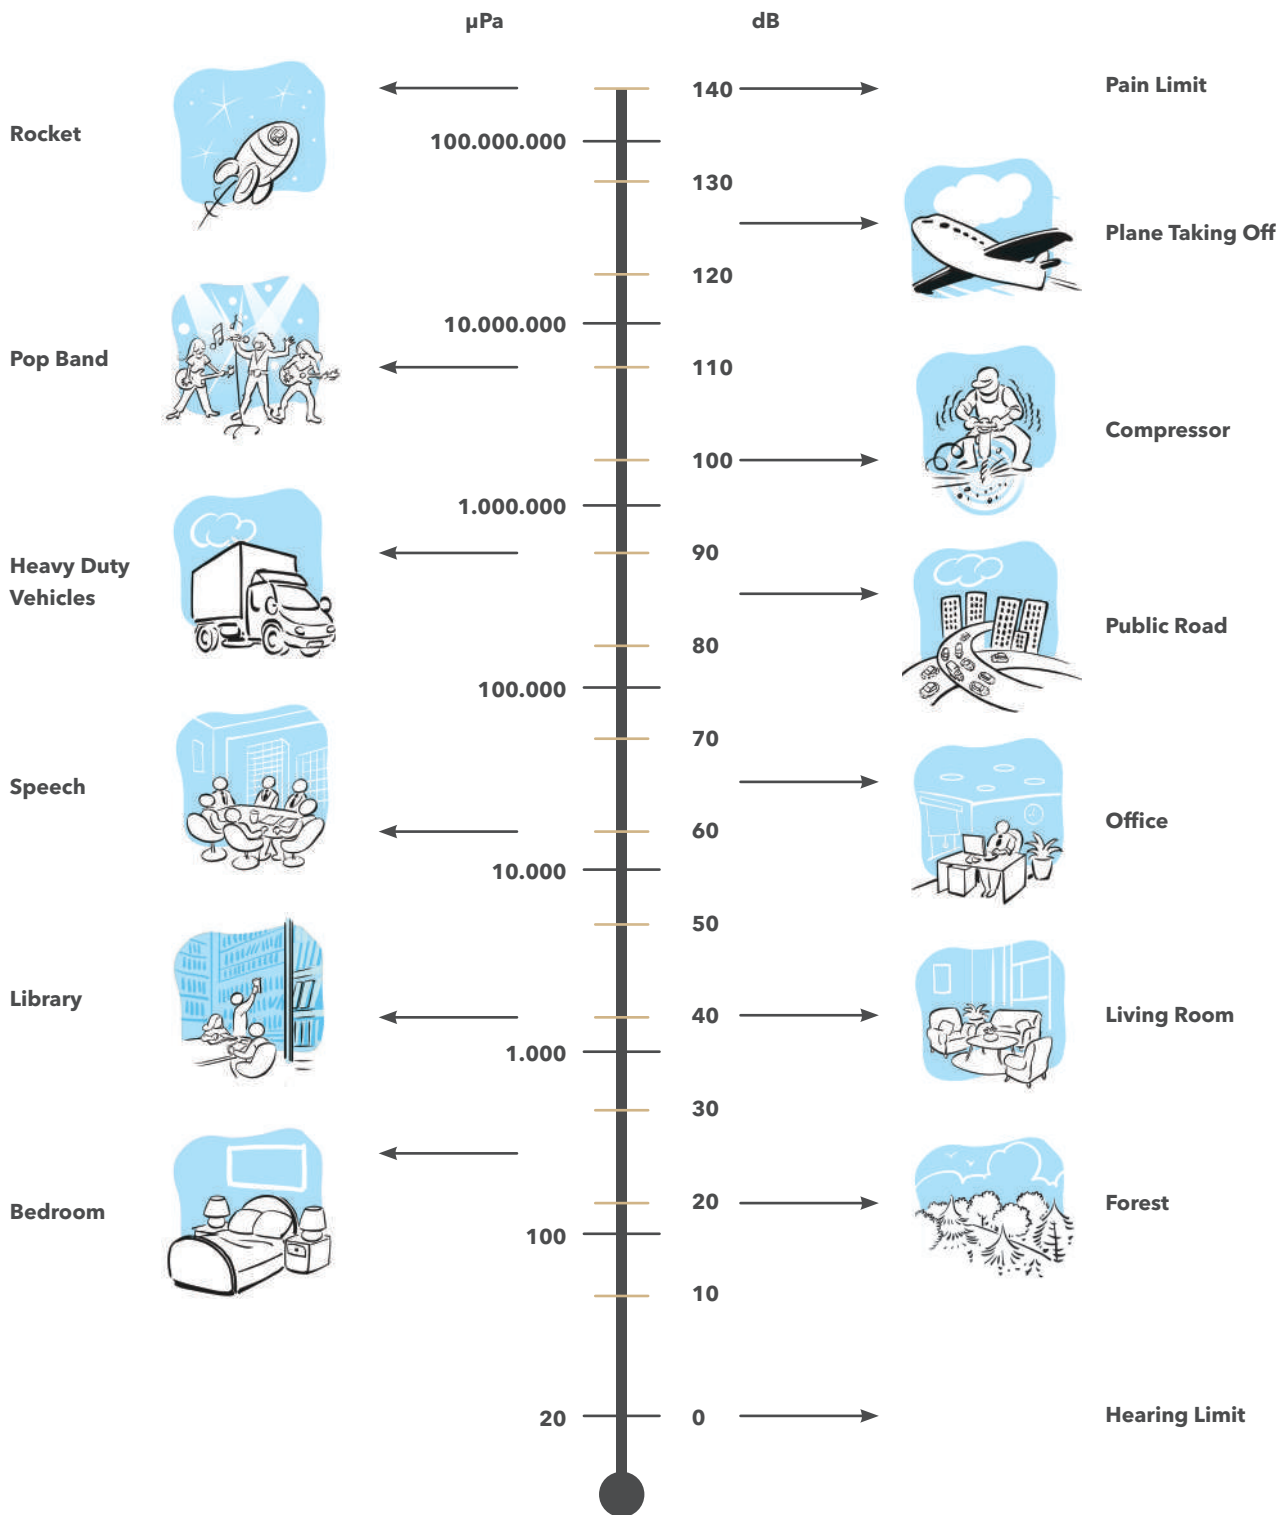 µPa
dB
140
Pain Limit
Rocket
100.000.000
130
Plane Taking Off
120
10.000.000
Pop Band
110
Compressor
100
1.000.000
90
Heavy Duty
Vehicles
Public Road
80
100.000
70
Speech
Office
60
10.000
50
Library
40
Living Room
1.000
30
Bedroom
20
Forest
100
10
20
0
Hearing Limit